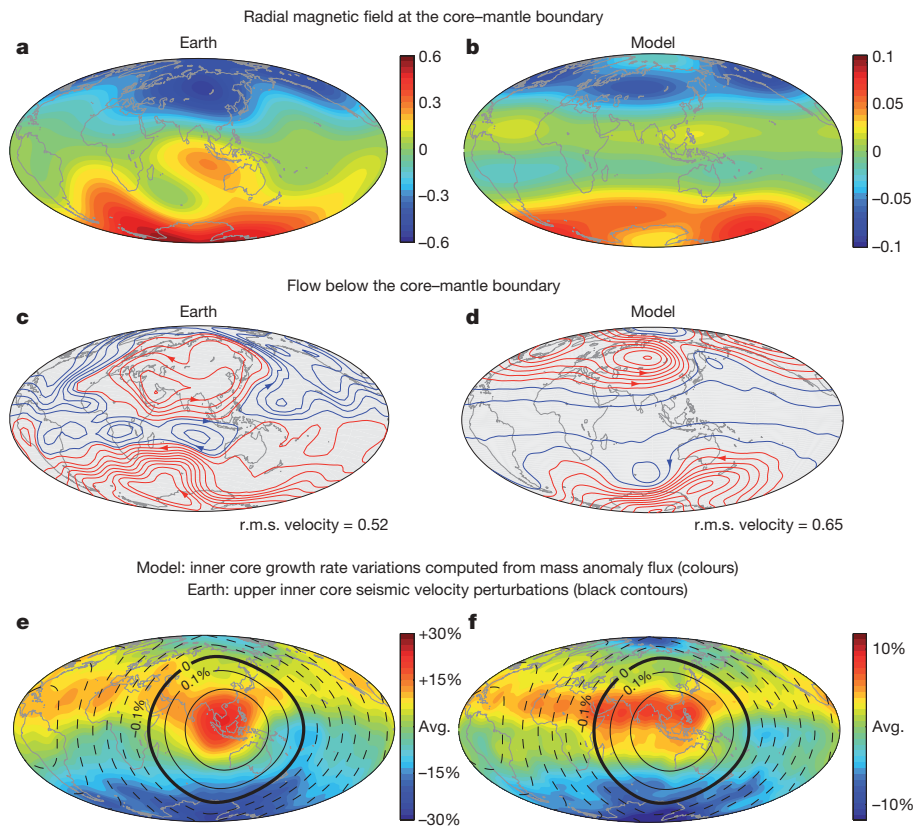 Radial magnetic field at the core–mantle boundary
a
Earth
0.6
0.3
0
–0.3
–0.6
b
Model
0.1
0.05
0
–0.05
–0.1
Flow below the core–mantle boundary
c
Earth
r.m.s. velocity = 0.52
d
Model
r.m.s. velocity = 0.65
Model: inner core growth rate variations computed from mass anomaly flux (colours)
Earth: upper inner core seismic velocity perturbations (black contours)
e
0
0.1%
0.1%
+30%
+15%
Avg.
–15%
–30%
f
0
0.1%
0.1%
10%
Avg.
–10%